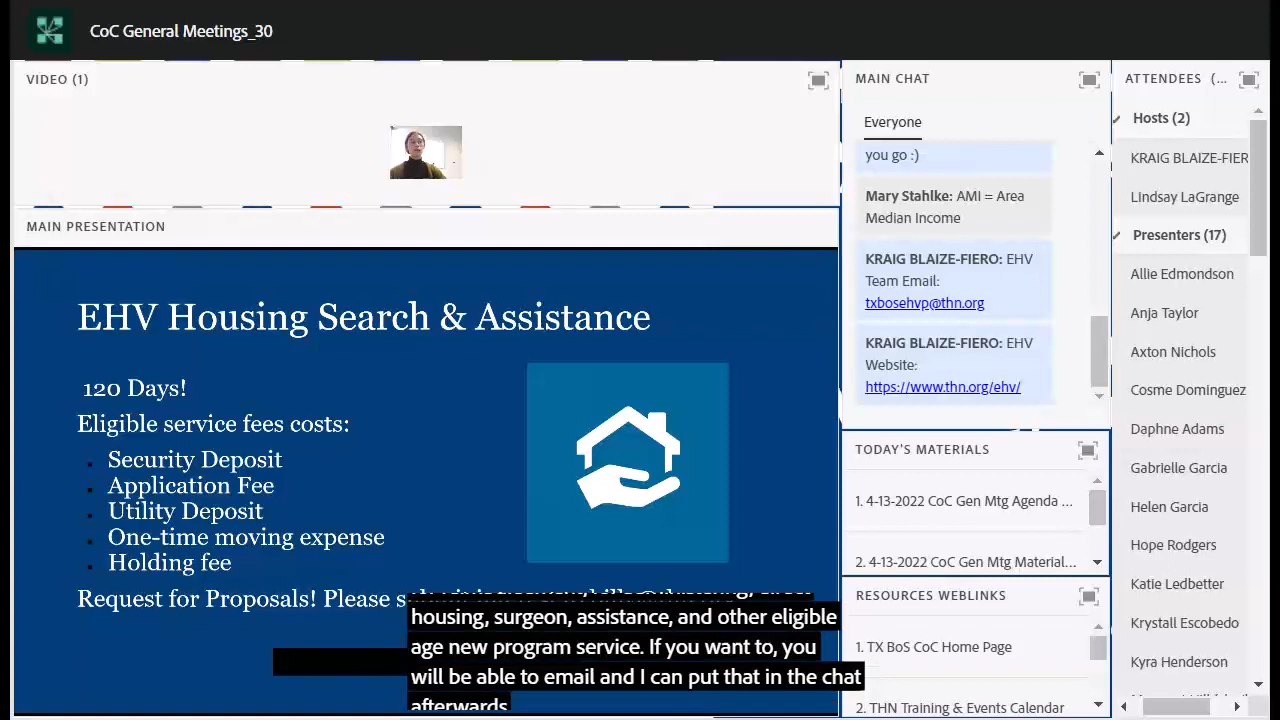 CoC General Meetings_30
VIDEO (1)
MAIN PRESENTATION
EHV Housing Search & Assistance
120 Days!
Eligible service fees costs:
Security Deposit
Application Fee
Utility Deposit
One-time moving expense
Holding fee
Request for Proposals! Please
housing, surgeon, assistance, and other eligible
age new program service. If you want to, you
will be able to email and I can put that in the chat
afterwards
MAIN CHAT
Everyone
you go :)
Mary Stahlke: AMI = Area
Median Income
KRAIG BLAIZE-FIERO: EHV
Team Email:
txbosehvp@thn.org
KRAIG BLAIZE-FIERO: EHV
Website:
https://www.thn.org/ehv/
TODAY'S MATERIALS
1. 4-13-2022 CoC Gen Mtg Agenda ...
2. 4-13-2022 CoC Gen Mtg Material...
RESOURCES WEBLINKS
1. TX BoS CoC Home Page
2. THN Training & Events Calendar
ATTENDEES (...
Hosts (2)
KRAIG BLAIZE-FIER
Lindsay LaGrange
Presenters (17)
Allie Edmondson
Anja Taylor
Axton Nichols
Cosme Dominguez
Daphne Adams
Gabrielle Garcia
Helen Garcia
Hope Rodgers
Katie Ledbetter
Krystall Escobedo
Kyra Henderson